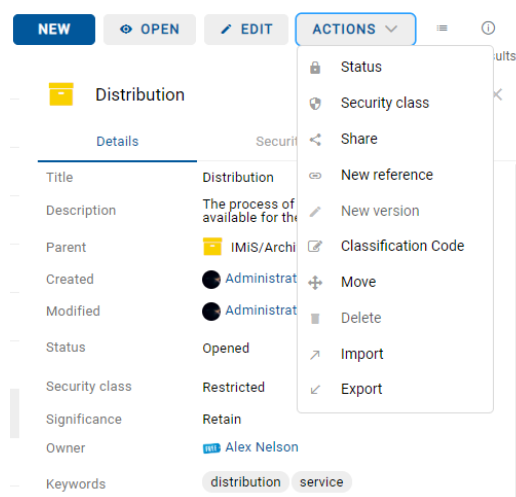 NEW OPEN EDIT ACTIONS
Distribution
Details
Title Distribution
Description The process of
available for the
Parent IMiS/Archi
Created Administrat
Modified Administrat
Status Opened
Security class Restricted
Significance Retain
Owner Alex Nelson
Keywords distribution service
Status
Security class
Share
New reference
New version
Classification Code
Move
Delete
Import
Export